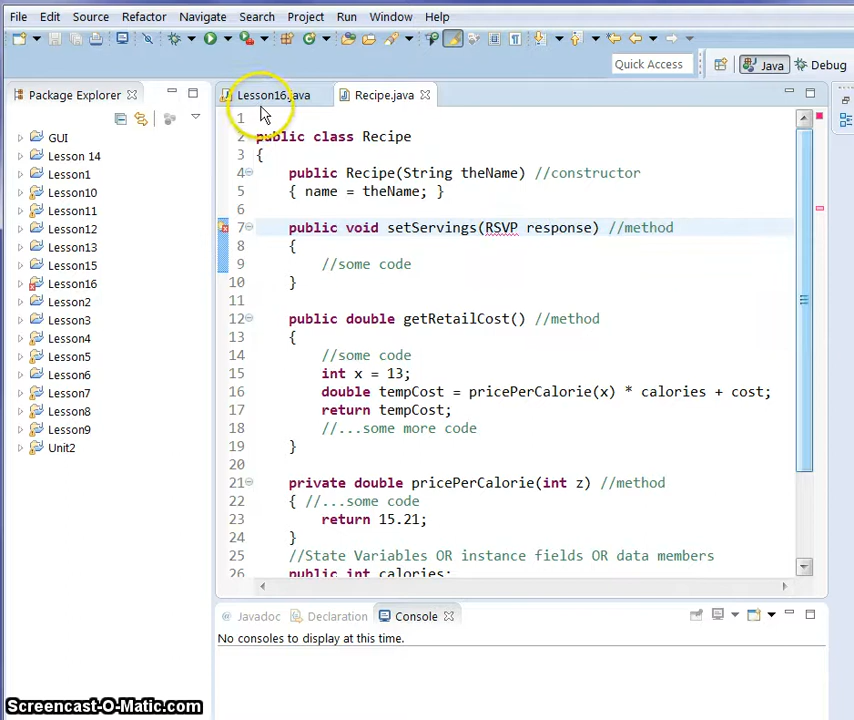 File Edit Source Refactor Navigate Search Project Run Window Help
Quick Access Java Debug
Package Explorer
Lesson16.java Recipe.java
GUI
Lesson 14
Lesson1
Lesson10
Lesson11
Lesson12
Lesson13
Lesson15
Lesson16
Lesson2
Lesson3
Lesson4
Lesson5
Lesson6
Lesson7
Lesson8
Lesson9
Unit2
1
2 public class Recipe
3 {
4 public Recipe(String theName) //constructor
5 { name = theName; }
6
7 public void setServings(RSVP response) //method
8 {
9 //some code
10 }
11
12 public double getRetailCost() //method
13 {
14 //some code
15 int x = 13;
16 double tempCost = pricePerCalorie(x) * calories + cost;
17 return tempCost;
18 //...some more code
19 }
20
21 private double pricePerCalorie(int z) //method
22 { //...some code
23 return 15.21;
24 }
25 //State Variables OR instance fields OR data members
26 public int calories;
Javadoc Declaration Console
No consoles to display at this time.
Screencast-O-Matic.com